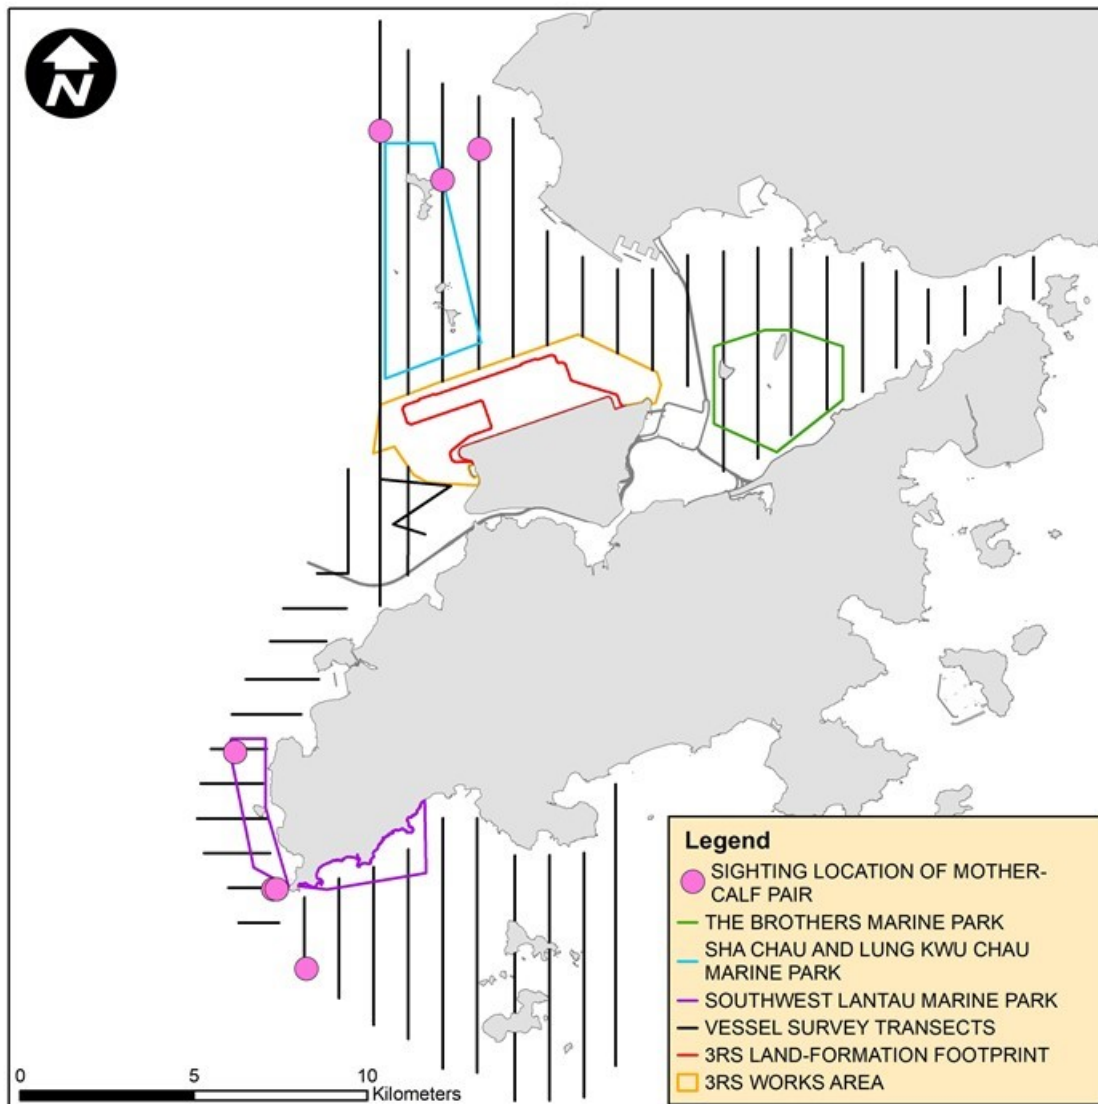 N
Legend
SIGHTING LOCATION OF MOTHER-
CALF PAIR
THE BROTHERS MARINE PARK
SHA CHAU AND LUNG KWU CHAU
MARINE PARK
SOUTHWEST LANTAU MARINE PARK
VESSEL SURVEY TRANSECTS
3RS LAND-FORMATION FOOTPRINT
3RS WORKS AREA
0 5 10
Kilometers